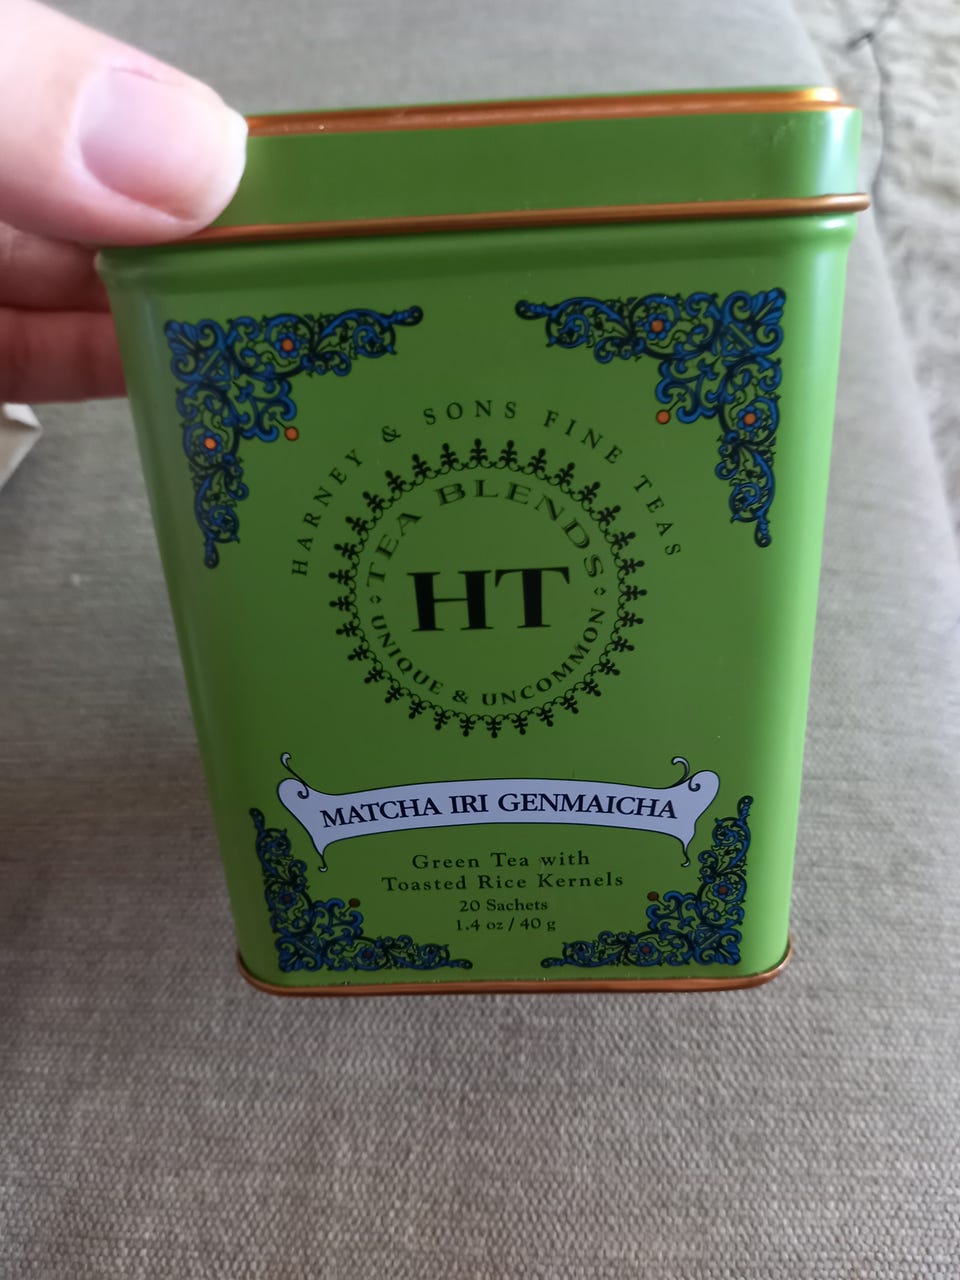 HARNEY & SONS FINE TEAS
TEA BLENDS
HT
UNIQUE & UNCOMMON
MATCHA IRI GENMAICHA
Green Tea with
Toasted Rice Kernels
20 Sachets
1.4 oz / 40 g